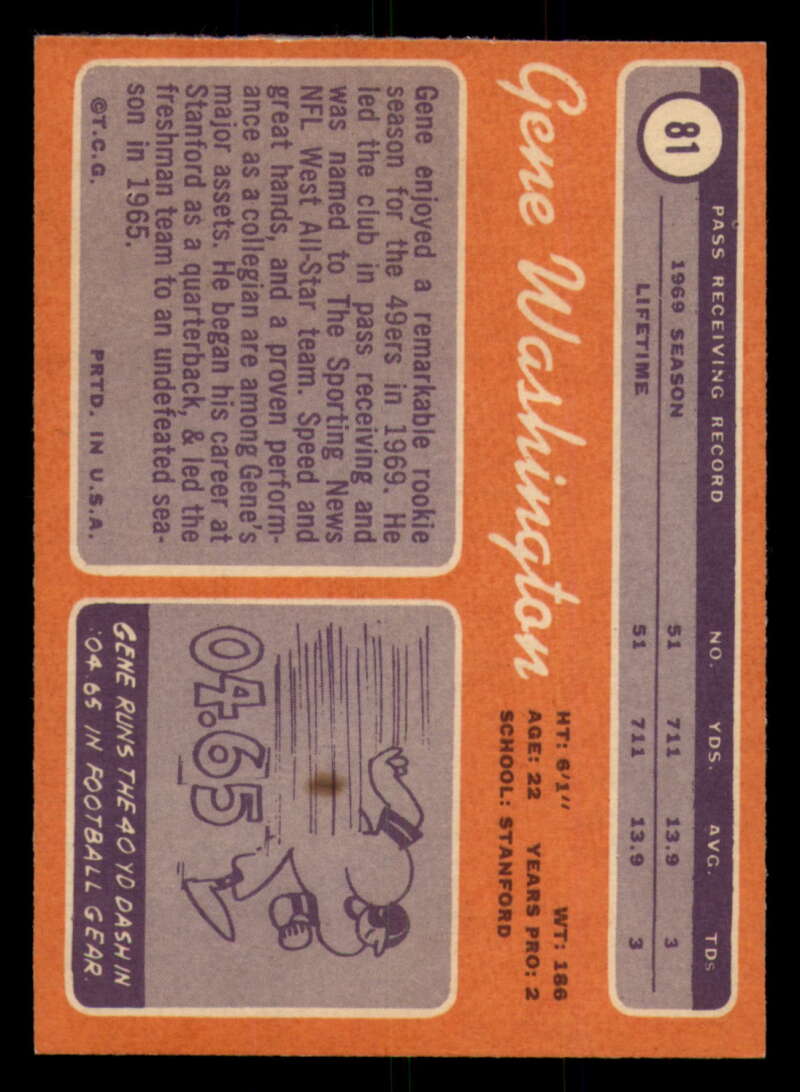 81
PASS RECEIVING RECORD NO. YDS. AVG. TDs
1969 SEASON 51 711 13.9 3
LIFETIME 51 711 13.9 3
Gene Washington
HT: 6'1" WT: 186
AGE: 22 YEARS PRO: 2
SCHOOL: STANFORD
Gene enjoyed a remarkable rookie
season for the 49ers in 1969. He
led the club in pass receiving and
was named to The Sporting News
NFL West All-Star team. Speed and
great hands, and a proven perform-
ance as a collegian are among Gene's
major assets. He began his career at
Stanford as a quarterback, & led the
freshman team to an undefeated sea-
son in 1965.
©T.C.G. PRTD. IN U.S.A.
04.65
GENE RUNS THE 40 YD DASH IN
:04.65 IN FOOTBALL GEAR.